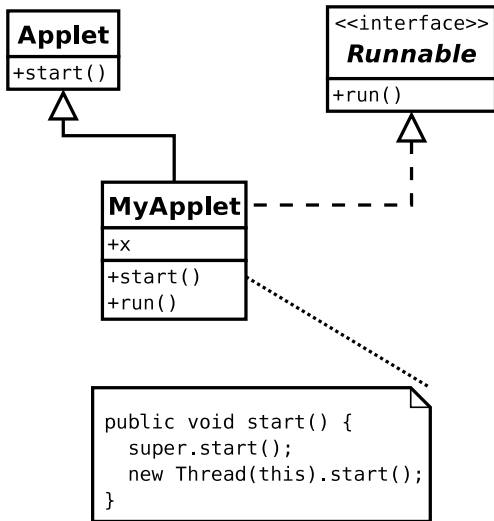 Applet
+start()
<<interface>>
Runnable
+run()
MyApplet
+x
+start()
+run()
public void start() {
  super.start();
  new Thread(this).start();
}